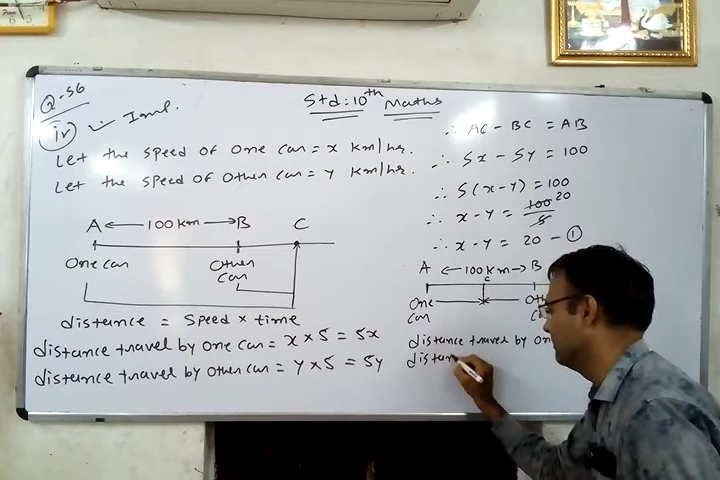 Std: 10th Maths
Q-56
iv) Imp.
Let the speed of one car = x km/hr.
Let the speed of other car = y km/hr.
A ← 100 km → B C
One car Other car
distance = speed × time
distance travel by one car = x × 5 = 5x
distance travel by other car = y × 5 = 5y
∴ AC - BC = AB
∴ 5x - 5y = 100
∴ 5(x-y) = 100
∴ x - y = 100/5 20
∴ x - y = 20 - ①
A ← 100 km → B
C
One car
distance travel by
distan